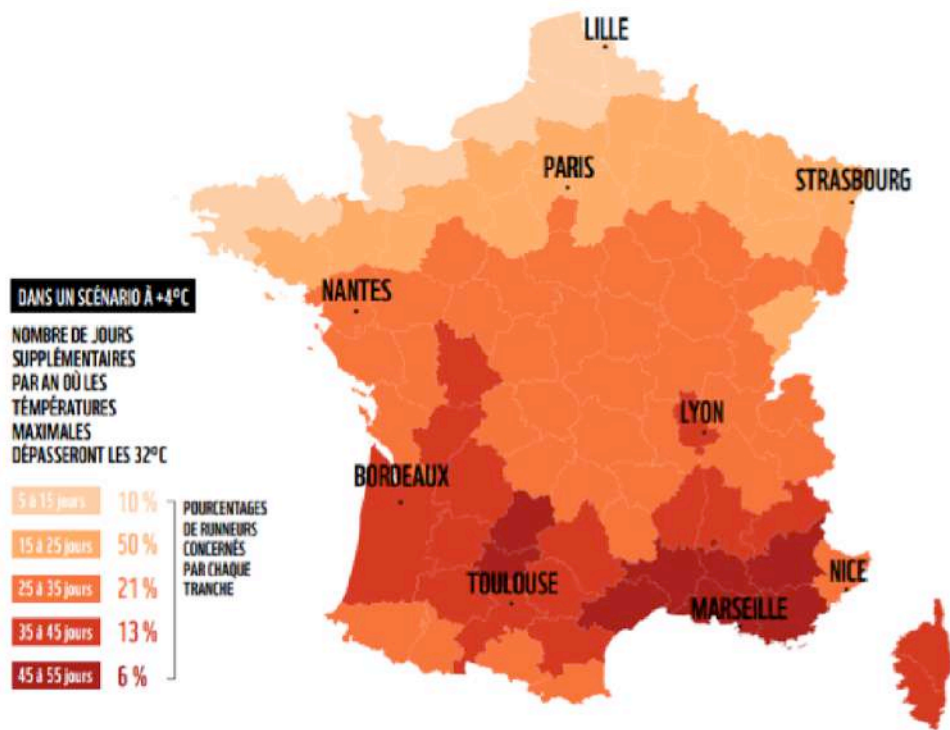 LILLE
PARIS
STRASBOURG
DANS UN SCÉNARIO À +4°C
NANTES
NOMBRE DE JOURS
SUPPLÉMENTAIRES
PAR AN OÙ LES
TEMPÉRATURES
MAXIMALES
DÉPASSERONT LES 32°C
LYON
BORDEAUX
5 à 15 jours 10 %
15 à 25 jours 50 %
25 à 35 jours 21 %
35 à 45 jours 13 %
45 à 55 jours 6 %
POURCENTAGES
DE RUNNEURS
CONCERNÉS
PAR CHAQUE
TRANCHE
TOULOUSE
NICE
MARSEILLE